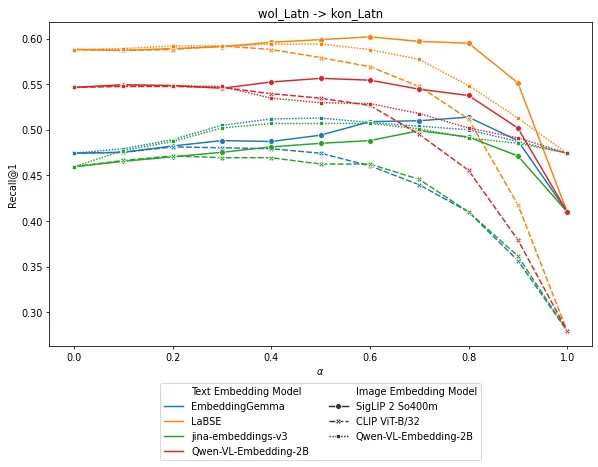 wol_Latn -> kon_Latn
Recall@1
0.60
0.55
0.50
0.45
0.40
0.35
0.30
0.0 0.2 0.4 0.6 0.8 1.0
α
Text Embedding Model
EmbeddingGemma
LaBSE
jina-embeddings-v3
Qwen-VL-Embedding-2B
Image Embedding Model
SigLIP 2 So400m
CLIP ViT-B/32
Qwen-VL-Embedding-2B